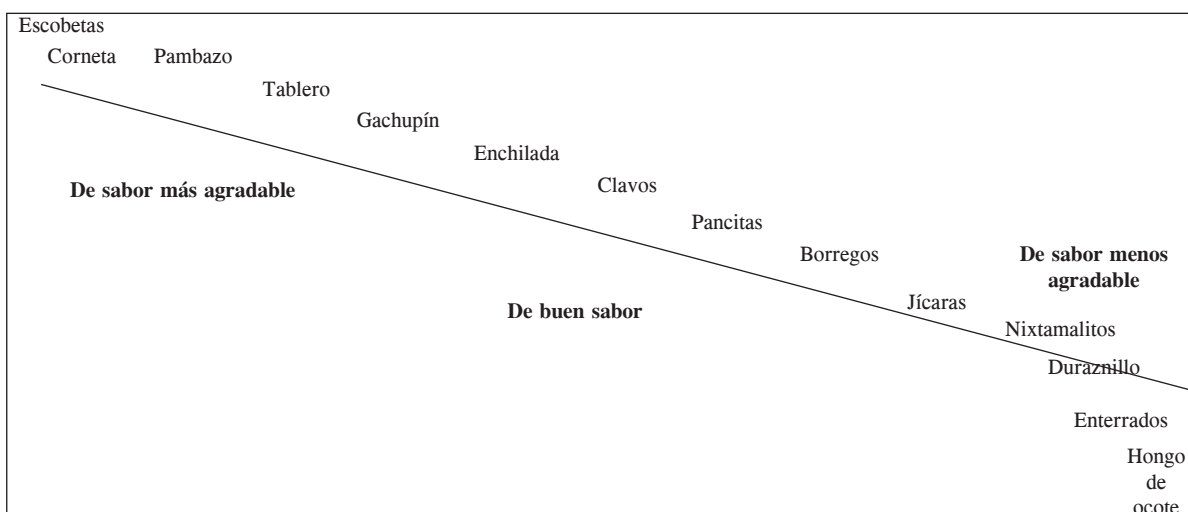 Escobetas
Corneta Pambazo
Tablero
Gachupín
Enchilada
De sabor más agradable
Clavos
Pancitas
Borregos
De sabor menos
agradable
Jícaras
De buen sabor
Nixtamalitos
Duraznillo
Enterrados
Hongo
de
ocote